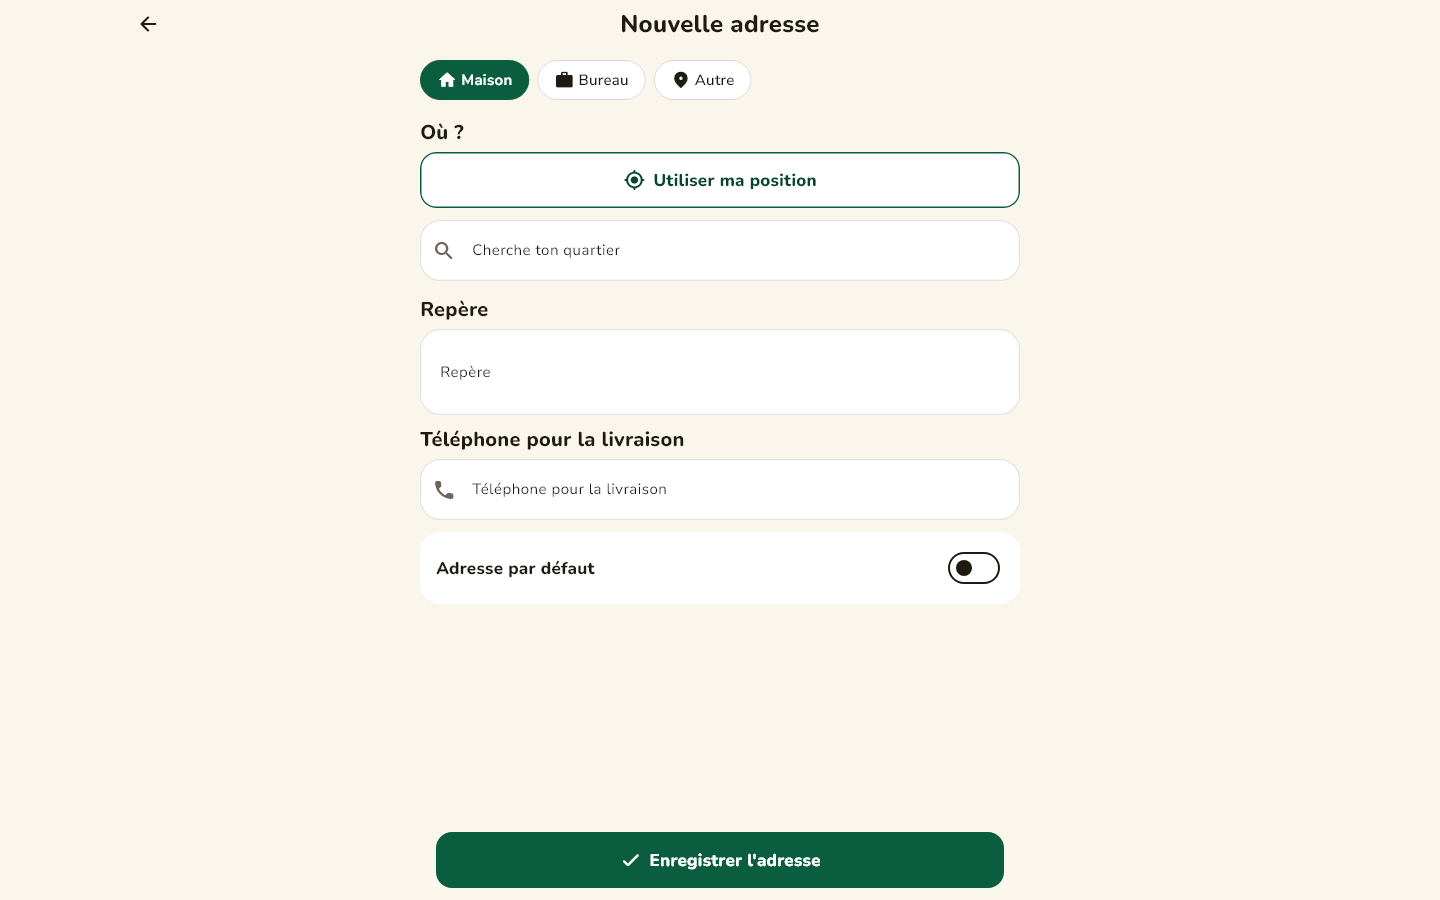 Nouvelle adresse
Maison
Bureau
Autre
Où ?
Utiliser ma position
Cherche ton quartier
Repère
Repère
Téléphone pour la livraison
Téléphone pour la livraison
Adresse par défaut
Enregistrer l'adresse